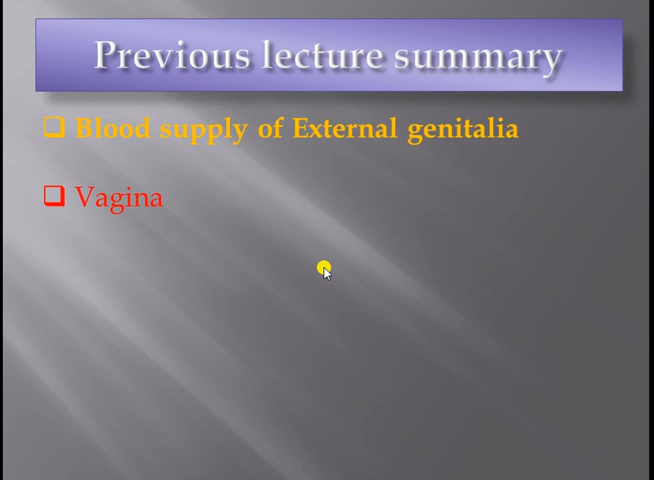 Previous lecture summary
Blood supply of External genitalia
Vagina